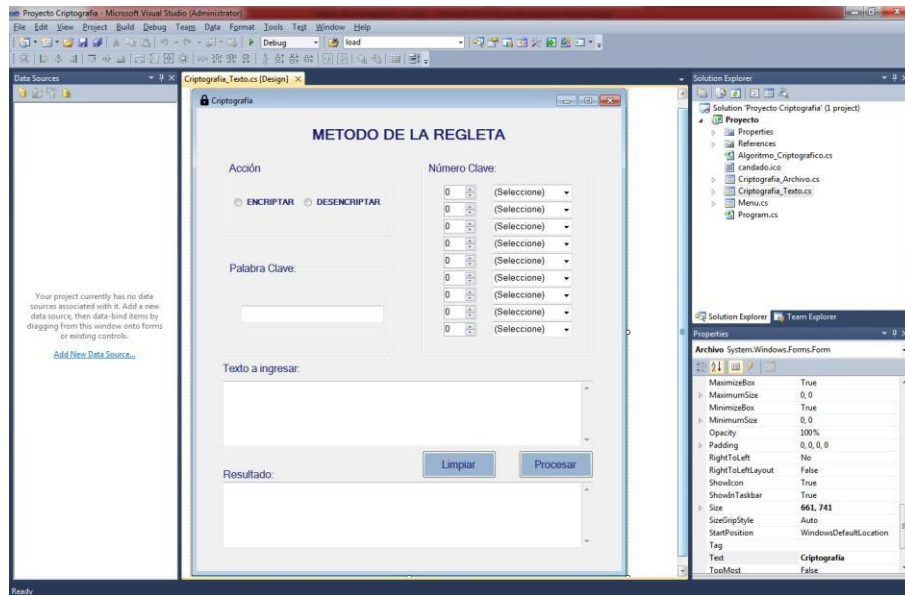 Proyecto Criptografia - Microsoft Visual Studio (Administrator)
File Edit View Project Build Debug Team Data Format Tools Test Window Help
Debug load
Data Sources
Your project currently has no data
sources associated with it. Add a new
data source, then data-bind items by
dragging from this window onto forms
or existing controls.
Add New Data Source...
Criptografia_Texto.cs [Design]
Criptografia
METODO DE LA REGLETA
Acción
ENCRIPTAR DESENCRIPTAR
Palabra Clave:
Número Clave:
0 (Seleccione)
0 (Seleccione)
0 (Seleccione)
0 (Seleccione)
0 (Seleccione)
0 (Seleccione)
0 (Seleccione)
0 (Seleccione)
0 (Seleccione)
Texto a ingresar:
Limpiar Procesar
Resultado:
Solution Explorer
Solution 'Proyecto Criptografia' (1 project)
Proyecto
Properties
References
Algoritmo_Criptografico.cs
candado.ico
Criptografia_Archivo.cs
Criptografia_Texto.cs
Menu.cs
Program.cs
Solution Explorer Team Explorer
Properties
Archivo System.Windows.Forms.Form
MaximizeBox True
MaximumSize 0, 0
MinimizeBox True
MinimumSize 0, 0
Opacity 100%
Padding 0, 0, 0, 0
RightToLeft No
RightToLeftLayout False
ShowIcon True
ShowInTaskbar True
Size 661, 741
SizeGripStyle Auto
StartPosition WindowsDefaultLocation
Tag
Text Criptografía
TopMost False
Ready